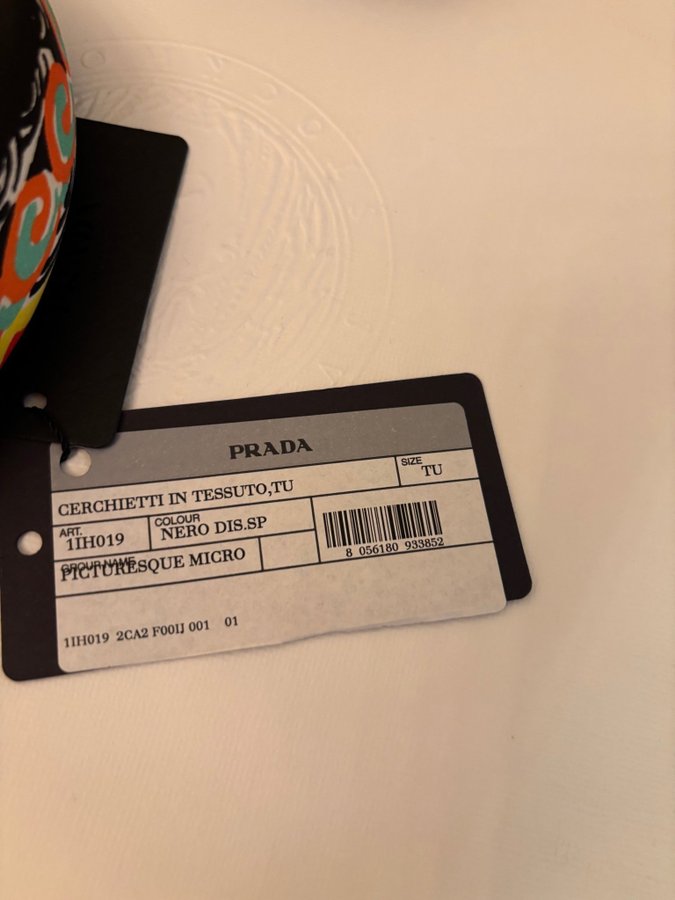 PRADA
CERCHIETTI IN TESSUTO,TU
SIZE
TU
ART.
1IH019
COLOUR
NERO DIS.SP
GROUP NAME
PICTURESQUE MICRO
8 056180 933852
1IH019 2CA2 F00IJ 001 01